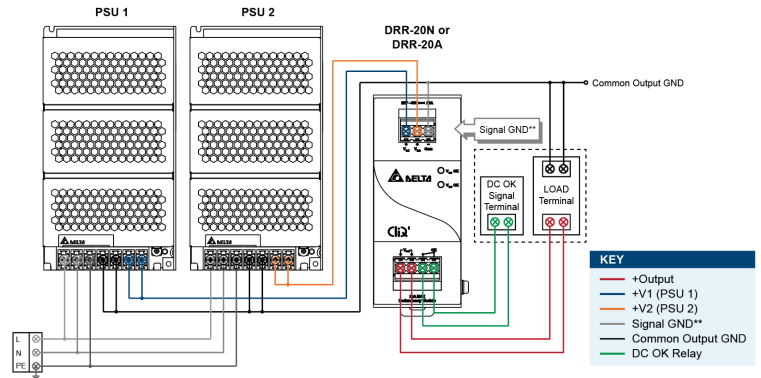 PSU 1
PSU 2
DRR-20N or
DRR-20A
Common Output GND
Signal GND**
DELTA
DC OK
Signal
Terminal
LOAD
Terminal
CliQ
DELTA
DELTA
L
N
PE
KEY
+Output
+V1 (PSU 1)
+V2 (PSU 2)
Signal GND**
Common Output GND
DC OK Relay